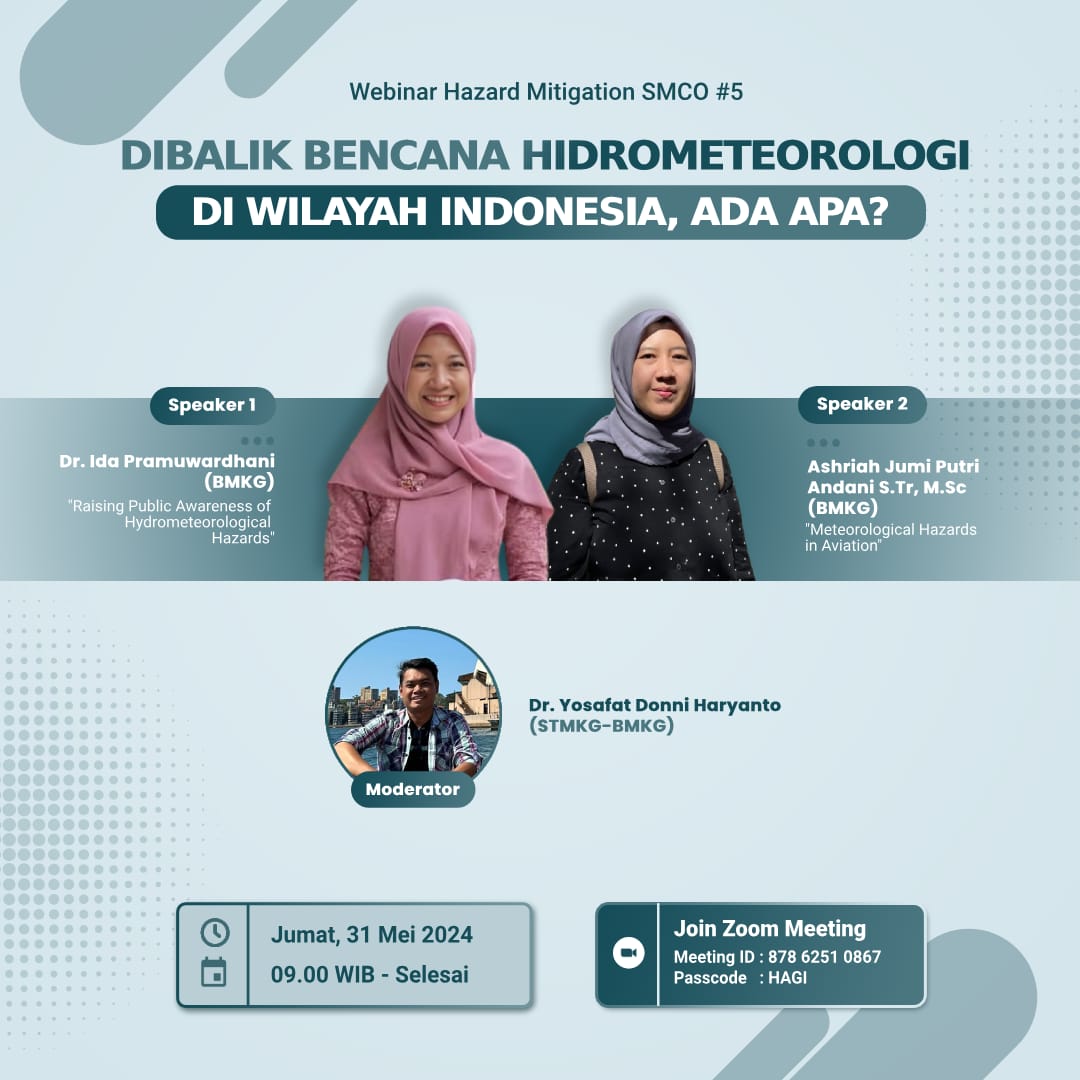 Webinar Hazard Mitigation SMCO #5
DIBALIK BENCANA HIDROMETEOROLOGI
DI WILAYAH INDONESIA, ADA APA?
Speaker 1
Dr. Ida Pramuwardhani
(BMKG)
"Raising Public Awareness of
Hydrometeorological
Hazards"
Speaker 2
Ashriah Jumi Putri
Andani S.Tr, M.Sc
(BMKG)
"Meteorological Hazards
in Aviation"
Dr. Yosafat Donni Haryanto
(STMKG-BMKG)
Moderator
Jumat, 31 Mei 2024
09.00 WIB - Selesai
Join Zoom Meeting
Meeting ID : 878 6251 0867
Passcode : HAGI